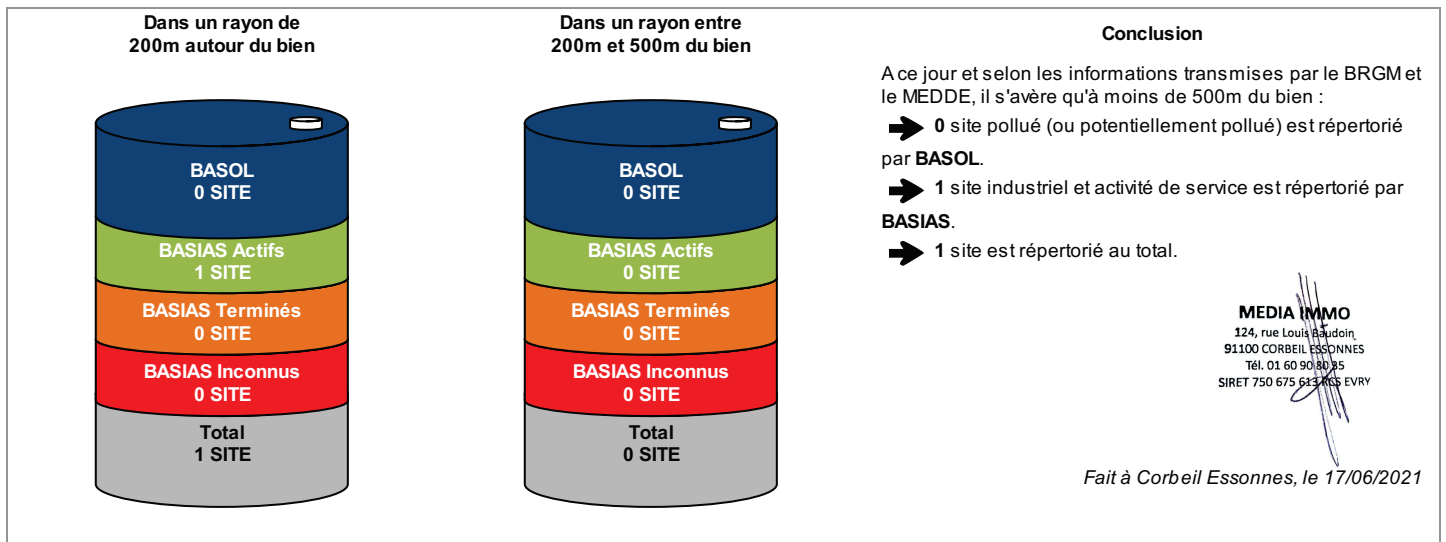 Dans un rayon de
200m autour du bien
BASOL
0 SITE
BASIAS Actifs
1 SITE
BASIAS Terminés
0 SITE
BASIAS Inconnus
0 SITE
Total
1 SITE
Dans un rayon entre
200m et 500m du bien
BASOL
0 SITE
BASIAS Actifs
0 SITE
BASIAS Terminés
0 SITE
BASIAS Inconnus
0 SITE
Total
0 SITE
Conclusion
A ce jour et selon les informations transmises par le BRGM et
le MEDDE, il s'avère qu'à moins de 500m du bien :
0 site pollué (ou potentiellement pollué) est répertorié
par BASOL.
1 site industriel et activité de service est répertorié par
BASIAS.
1 site est répertorié au total.
MEDIA IMMO
124, rue Louis Baudoin
91100 CORBEIL ESSONNES
Tél. 01 60 90 80 85
SIRET 750 675 613 RCS EVRY
Fait à Corbeil Essonnes, le 17/06/2021